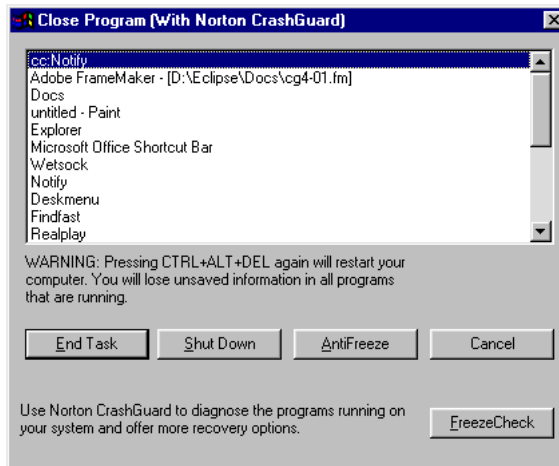 Close Program (With Norton CrashGuard)
cc:Notify
Adobe FrameMaker - [D:\Eclipse\Docs\cg4-01.fm]
Docs
untitled - Paint
Explorer
Microsoft Office Shortcut Bar
Wetsock
Notify
Deskmenu
Findfast
Realplay
WARNING: Pressing CTRL+ALT+DEL again will restart your
computer. You will lose unsaved information in all programs
that are running.
End Task Shut Down AntiFreeze Cancel
Use Norton CrashGuard to diagnose the programs running on
your system and offer more recovery options.
FreezeCheck